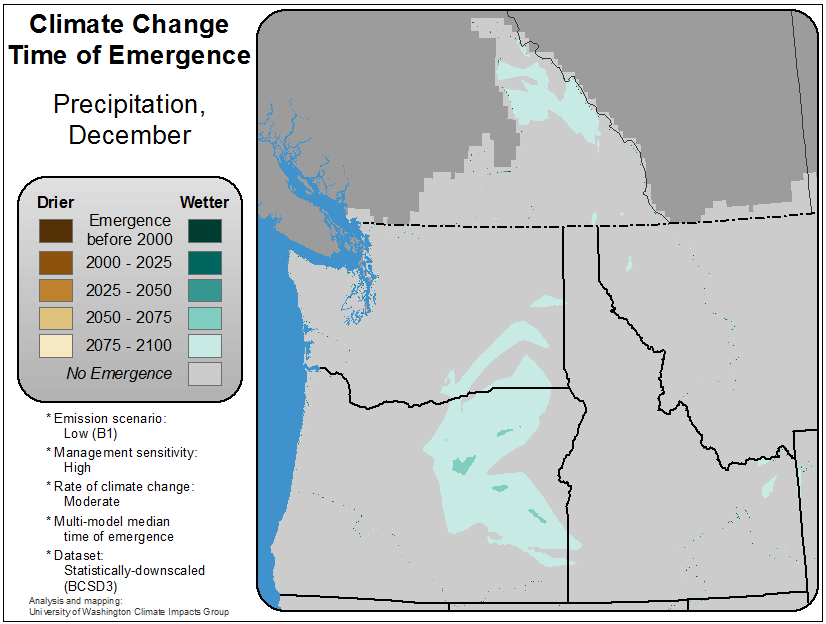 Climate Change
Time of Emergence
Precipitation,
December
Drier Wetter
Emergence
before 2000
2000 - 2025
2025 - 2050
2050 - 2075
2075 - 2100
No Emergence
* Emission scenario:
Low (B1)
* Management sensitivity:
High
* Rate of climate change:
Moderate
* Multi-model median
time of emergence
* Dataset:
Statistically-downscaled
(BCSD3)
Analysis and mapping:
University of Washington Climate Impacts Group